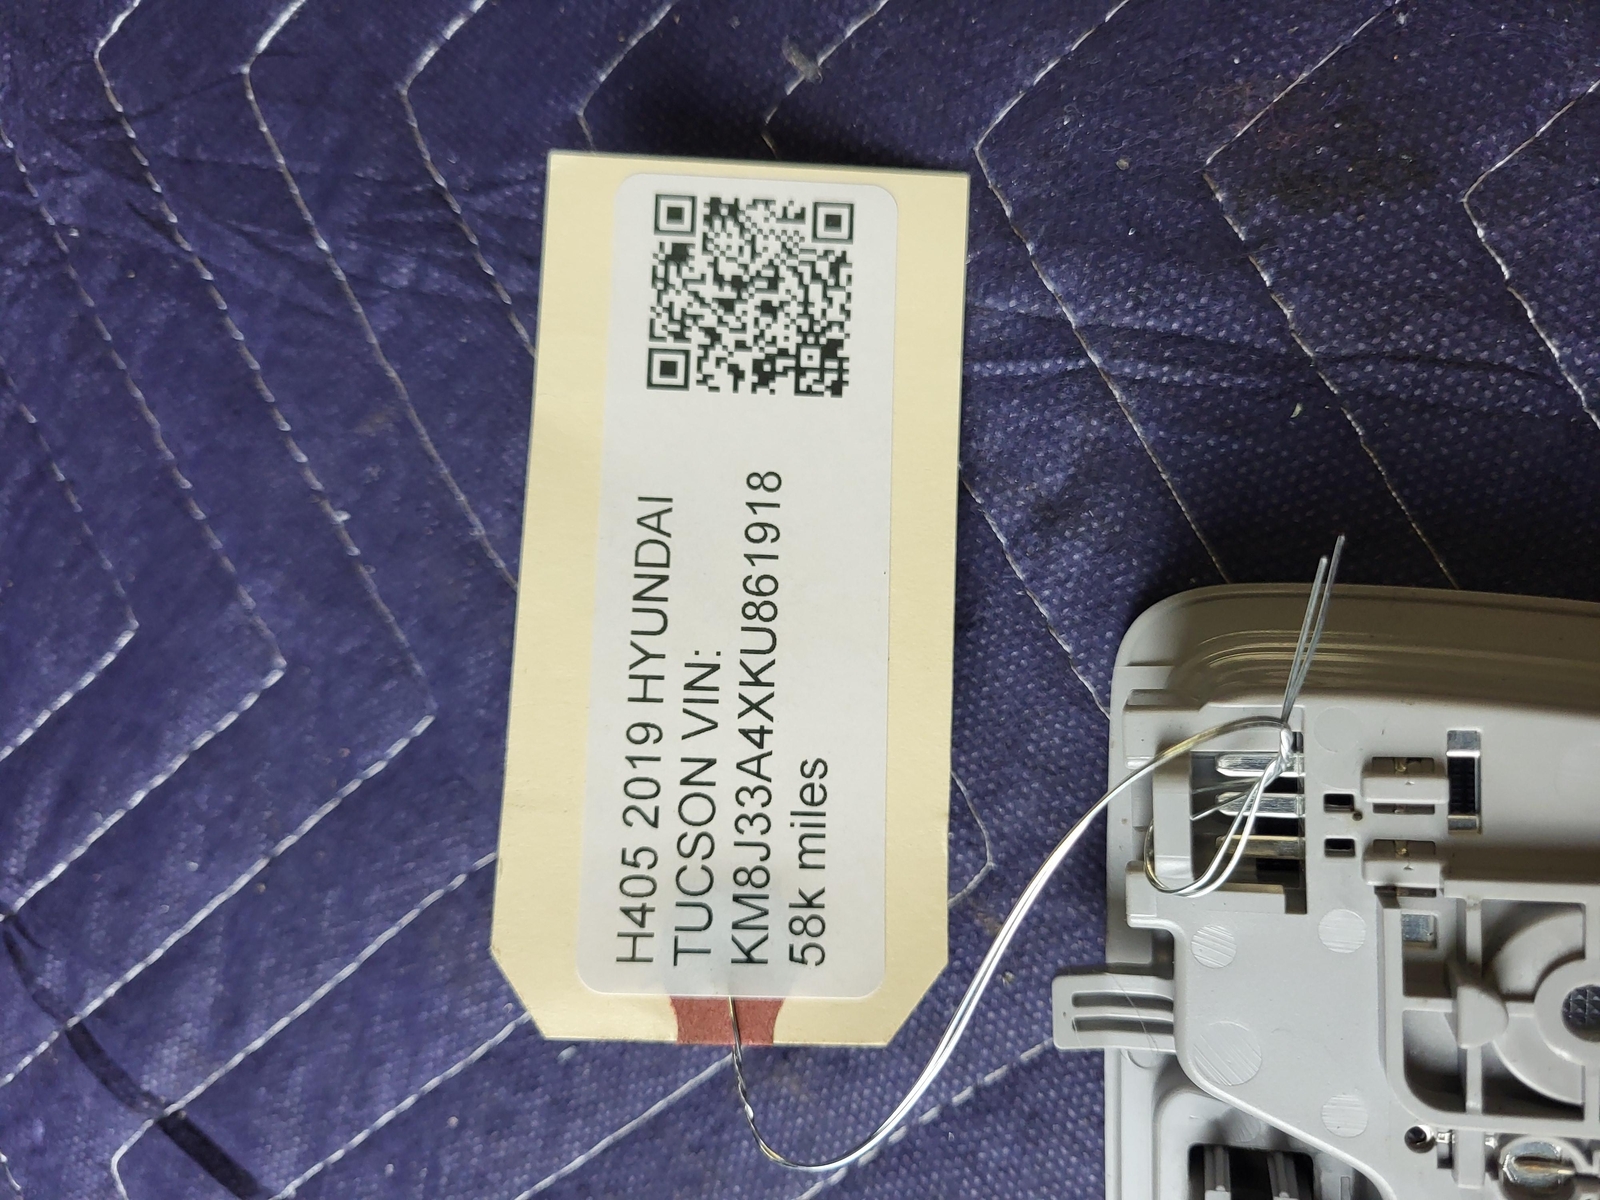 H405 2019 HYUNDAI
TUCSON VIN:
KM8J33A4XKU861918
58k miles